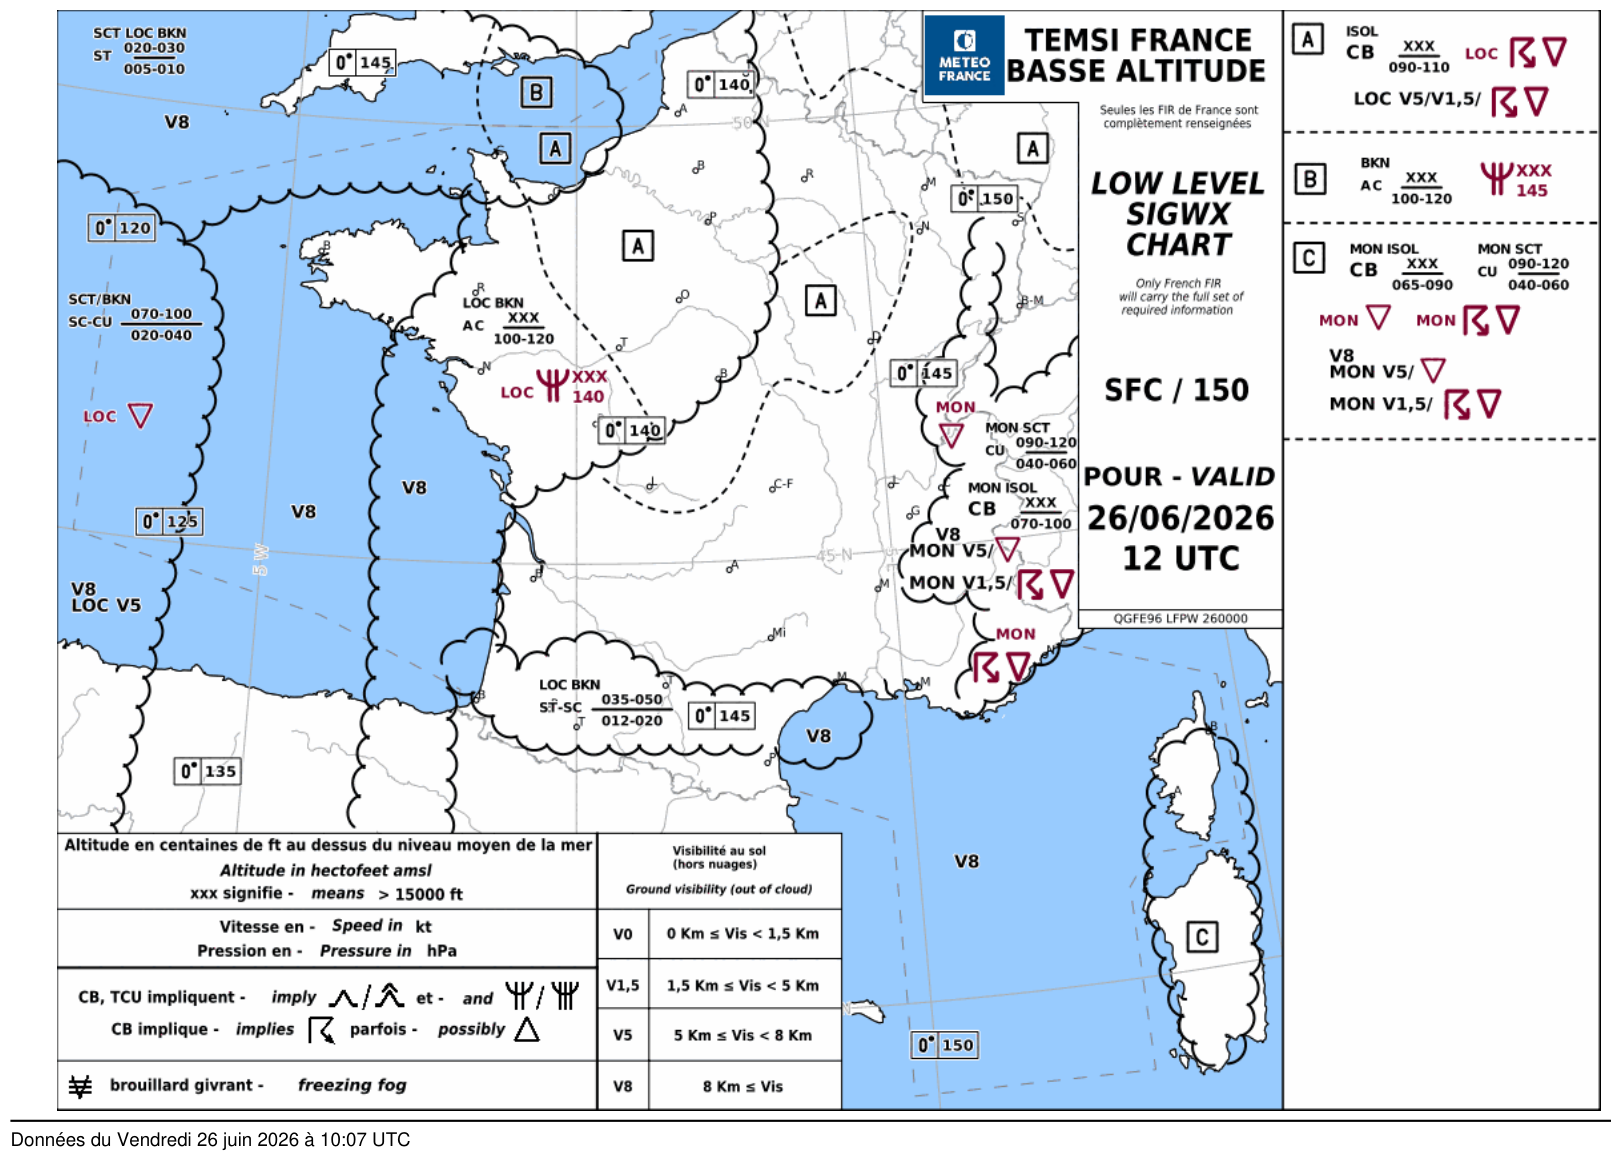 SCT LOC BKN
ST 020-030
005-010
0° 145
B
A
V8
0° 120
SCT/BKN
SC-CU 070-100
020-040
LOC
0° 125
V8
LOC V5
5 W
V8
V8
0° 135
0° 140
50 N
A
B
R
P
M
N
S
A
0° 150
A
A
B
R
LOC BKN
AC XXX
100-120
LOC XXX
140
N
O
T
B
0° 140
L
C-F
D
B-M
0° 145
MON
MON SCT
CU 090-120
040-060
MON ISOL
CB XXX
070-100
V8
MON V5/
MON V1,5/
MON
L
C
G
45 N
A
M
B
Mi
LOC BKN
ST-SC 035-050
012-020
T
0° 145
B
P
M
M
N
V8
B
A
V8
C
0° 150
METEO
FRANCE
TEMSI FRANCE
BASSE ALTITUDE
Seules les FIR de France sont
complètement renseignées
LOW LEVEL
SIGWX
CHART
Only French FIR
will carry the full set of
required information
SFC / 150
POUR - VALID
26/06/2026
12 UTC
QGFE96 LFPW 260000
A ISOL
CB XXX
090-110
LOC
LOC V5/V1,5/
B BKN
AC XXX
100-120
XXX
145
C MON ISOL
CB XXX
065-090
MON SCT
CU 090-120
040-060
MON MON
V8
MON V5/
MON V1,5/
Altitude en centaines de ft au dessus du niveau moyen de la mer
Altitude in hectofeet amsl
xxx signifie - means > 15000 ft
Vitesse en - Speed in kt
Pression en - Pressure in hPa
CB, TCU impliquent - imply / et - and /
CB implique - implies parfois - possibly
brouillard givrant - freezing fog
Visibilité au sol
(hors nuages)
Ground visibility (out of cloud)
V0 0 Km ≤ Vis < 1,5 Km
V1,5 1,5 Km ≤ Vis < 5 Km
V5 5 Km ≤ Vis < 8 Km
V8 8 Km ≤ Vis
Données du Vendredi 26 juin 2026 à 10:07 UTC